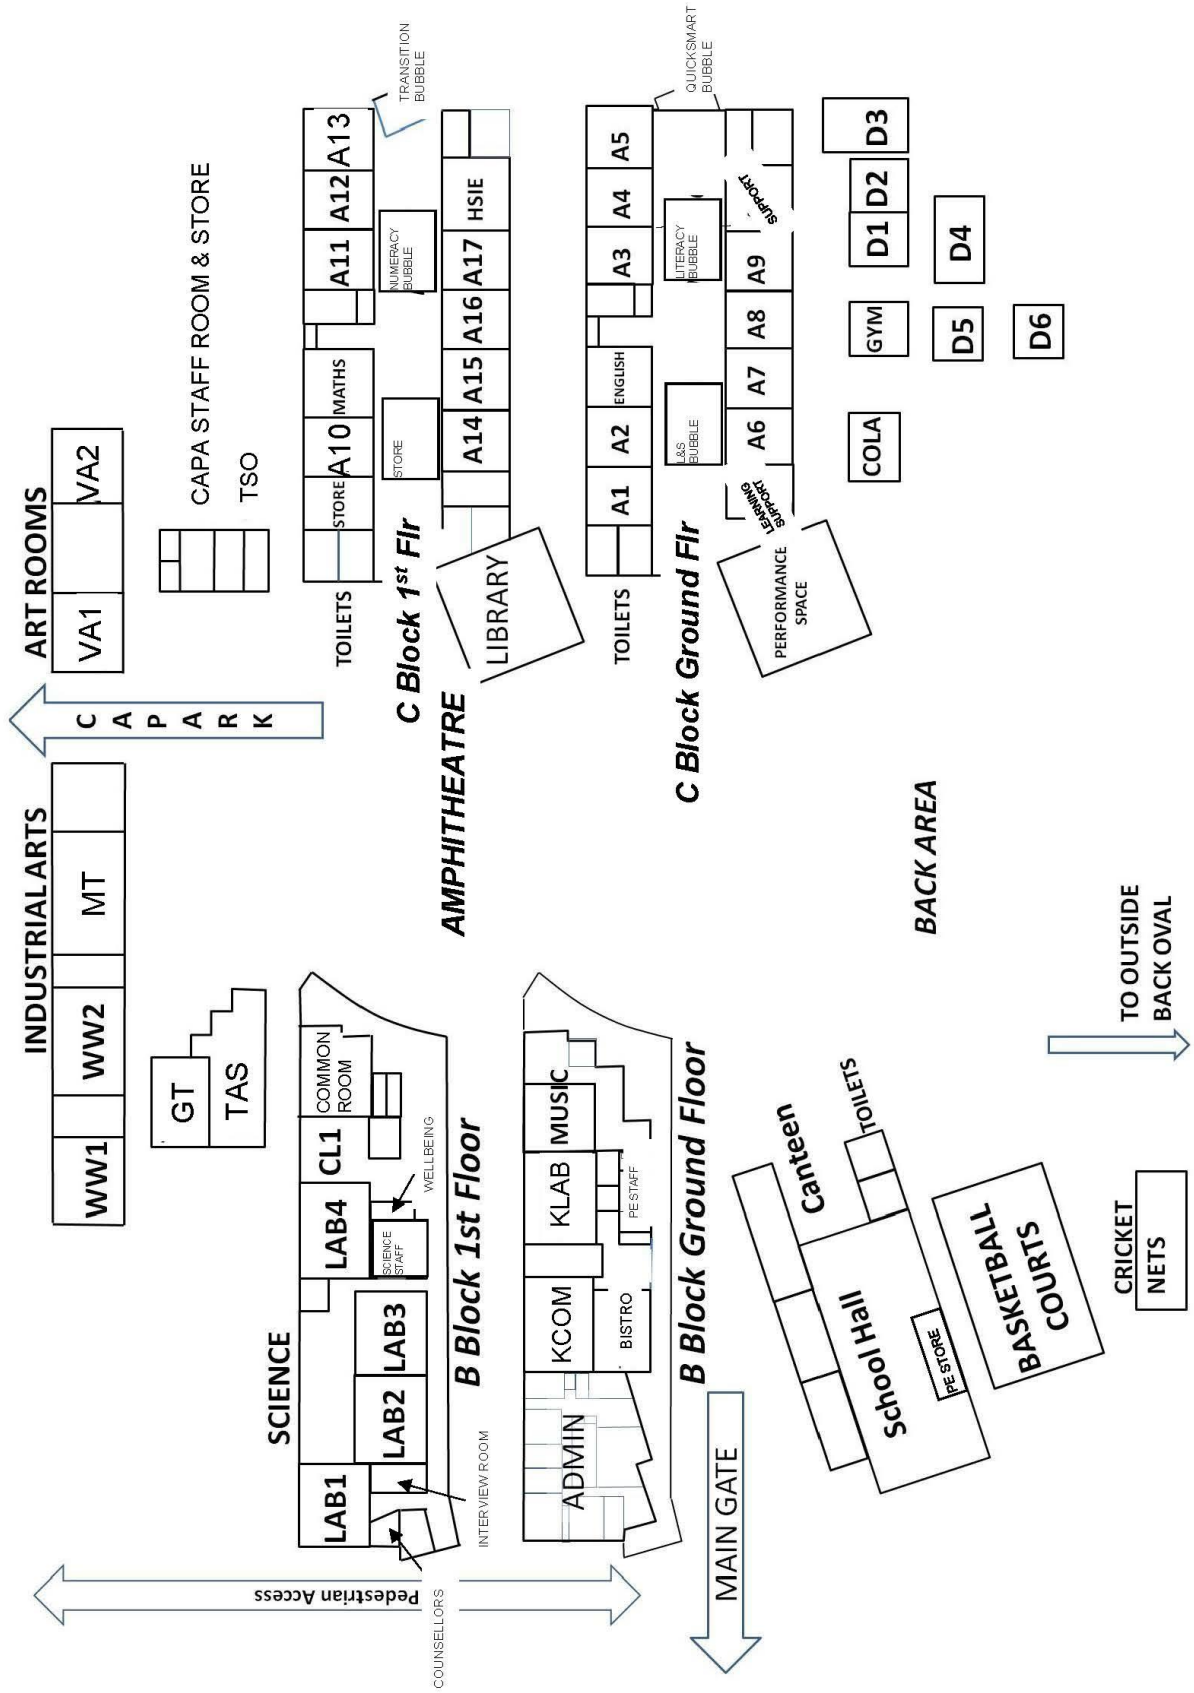 INDUSTRIAL ARTS
WW1
WW2
MT
C A P A R K
ART ROOMS
VA1
VA2
GT
TAS
CAPA STAFF ROOM & STORE
TSO
SCIENCE
LAB1
LAB2
LAB3
LAB4
CL1
COMMON
ROOM
SCIENCE
STAFF
WELLBEING
INTERVIEW ROOM
COUNSELLORS
Pedestrian Access
B Block 1st Floor
TOILETS
STORE
A10
MATHS
A11
A12
A13
STORE
NUMERACY
BUBBLE
TRANSITION
BUBBLE
A14
A15
A16
A17
HSIE
C Block 1st Flr
LIBRARY
AMPHITHEATRE
ADMIN
KCOM
BISTRO
KLAB
MUSIC
PE STAFF
B Block Ground Floor
TOILETS
A1
A2
ENGLISH
A3
A4
A5
L&S
BUBBLE
LITERACY
BUBBLE
QUICKSMART
BUBBLE
LEARNING
SUPPORT
A6
A7
A8
A9
SUPPORT
C Block Ground Flr
PERFORMANCE
SPACE
MAIN GATE
School Hall
Canteen
TOILETS
PE STORE
BASKETBALL
COURTS
CRICKET
NETS
BACK AREA
TO OUTSIDE
BACK OVAL
COLA
GYM
D1
D2
D3
D4
D5
D6